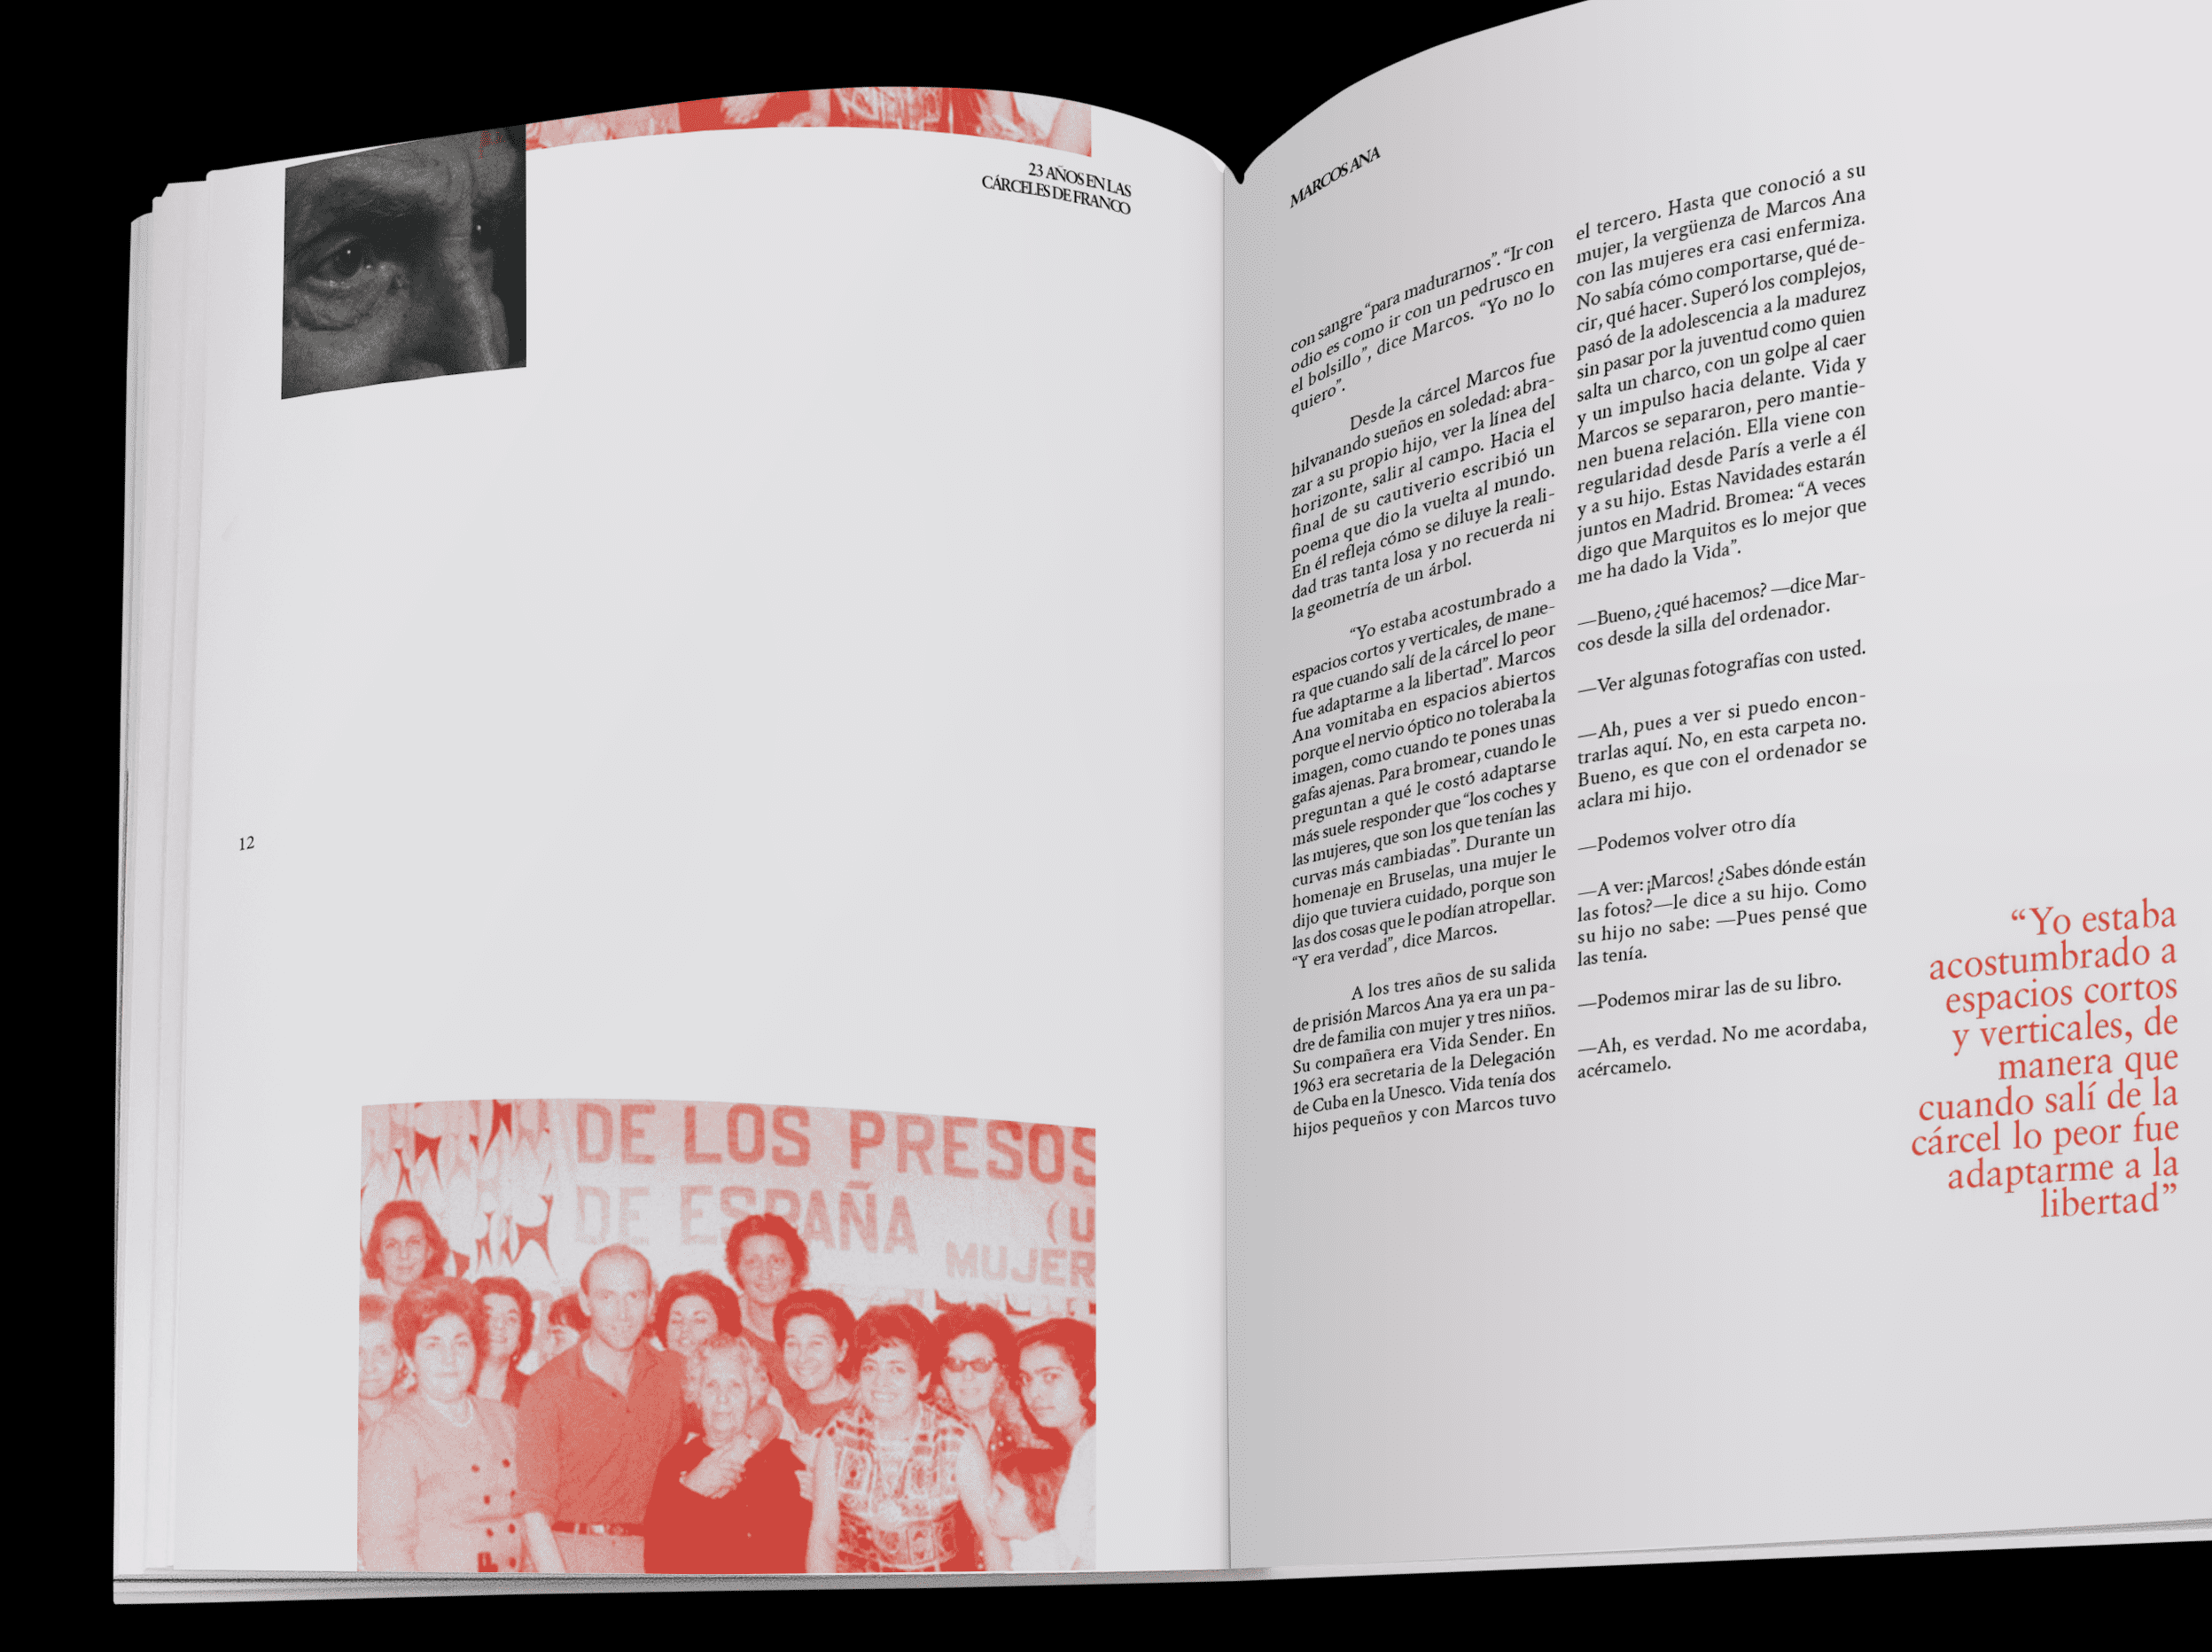 23 AÑOS EN LAS
CÁRCELES DE FRANCO
12
DE LOS PRESOS
DE ESPAÑA
(U
MUJER
MARCOS ANA
con sangre “para madurarnos”. “Ir con
odio es como ir con un pedrusco en
el bolsillo”, dice Marcos. “Yo no lo
quiero”.
Desde la cárcel Marcos fue
hilvanando sueños en soledad: abra-
zar a su propio hijo, ver la línea del
horizonte, salir al campo. Hacia el
final de su cautiverio escribió un
poema que dio la vuelta al mundo.
En él refleja cómo se diluye la reali-
dad tras tanta losa y no recuerda ni
la geometría de un árbol.
“Yo estaba acostumbrado a
espacios cortos y verticales, de mane-
ra que cuando salí de la cárcel lo peor
fue adaptarme a la libertad”. Marcos
Ana vomitaba en espacios abiertos
porque el nervio óptico no toleraba la
imagen, como cuando te pones unas
gafas ajenas. Para bromear, cuando le
preguntan a qué le costó adaptarse
más suele responder que “los coches y
las mujeres, que son los que tenían las
curvas más cambiadas”. Durante un
homenaje en Bruselas, una mujer le
dijo que tuviera cuidado, porque son
las dos cosas que le podían atropellar.
“Y era verdad”, dice Marcos.
A los tres años de su salida
de prisión Marcos Ana ya era un pa-
dre de familia con mujer y tres niños.
Su compañera era Vida Sender. En
1963 era secretaria de la Delegación
de Cuba en la Unesco. Vida tenía dos
hijos pequeños y con Marcos tuvo
el tercero. Hasta que conoció a su
mujer, la vergüenza de Marcos Ana
con las mujeres era casi enfermiza.
No sabía cómo comportarse, qué de-
cir, qué hacer. Superó los complejos,
pasó de la adolescencia a la madurez
sin pasar por la juventud como quien
salta un charco, con un golpe al caer
y un impulso hacia delante. Vida y
Marcos se separaron, pero mantie-
nen buena relación. Ella viene con
regularidad desde París a verle a él
y a su hijo. Estas Navidades estarán
juntos en Madrid. Bromea: “A veces
digo que Marquitos es lo mejor que
me ha dado la Vida”.
—Bueno, ¿qué hacemos? —dice Mar-
cos desde la silla del ordenador.
—Ver algunas fotografías con usted.
—Ah, pues a ver si puedo encon-
trarlas aquí. No, en esta carpeta no.
Bueno, es que con el ordenador se
aclara mi hijo.
—Podemos volver otro día
—A ver: ¡Marcos! ¿Sabes dónde están
las fotos?—le dice a su hijo. Como
su hijo no sabe: —Pues pensé que
las tenía.
—Podemos mirar las de su libro.
—Ah, es verdad. No me acordaba,
acércamelo.
“Yo estaba
acostumbrado a
espacios cortos
y verticales, de
manera que
cuando salí de la
cárcel lo peor fue
adaptarme a la
libertad”